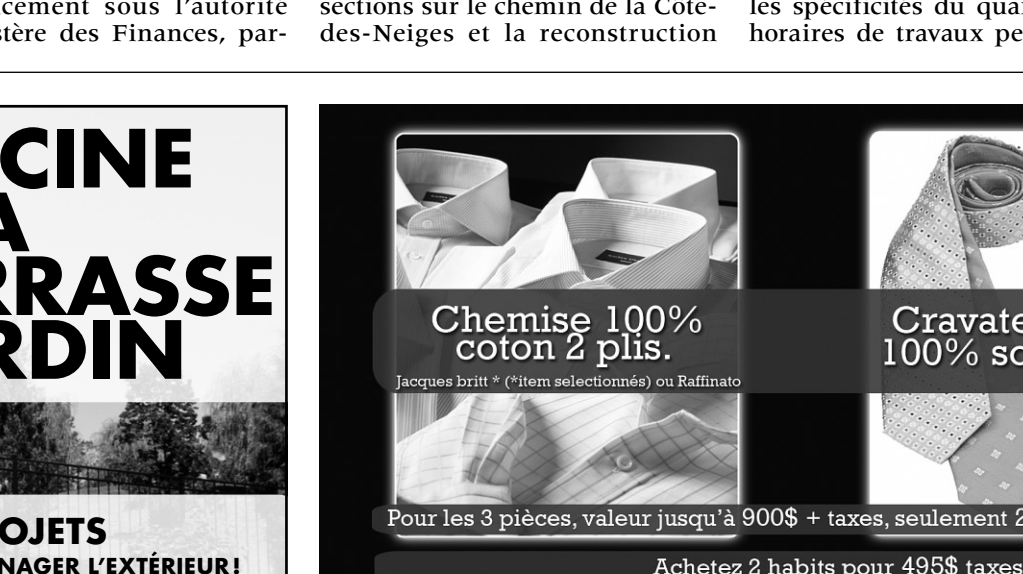 cement sous l'autorité
stère des Finances, par-
sections sur le chemin de la Côte-
des-Neiges et la reconstruction
les spécificités du
horaires de travaux
CINE
A
RRASSE
RDIN
OJETS
NAGER L'EXTÉRIEUR!
Chemise 100%
coton 2 plis.
Jacques britt * (*item selectionnés) ou Raffinato
Cravate
100%
Pour les 3 pièces, valeur jusqu'à 900$ + taxes, seulement 2
Achetez 2 habits pour 495$ taxes